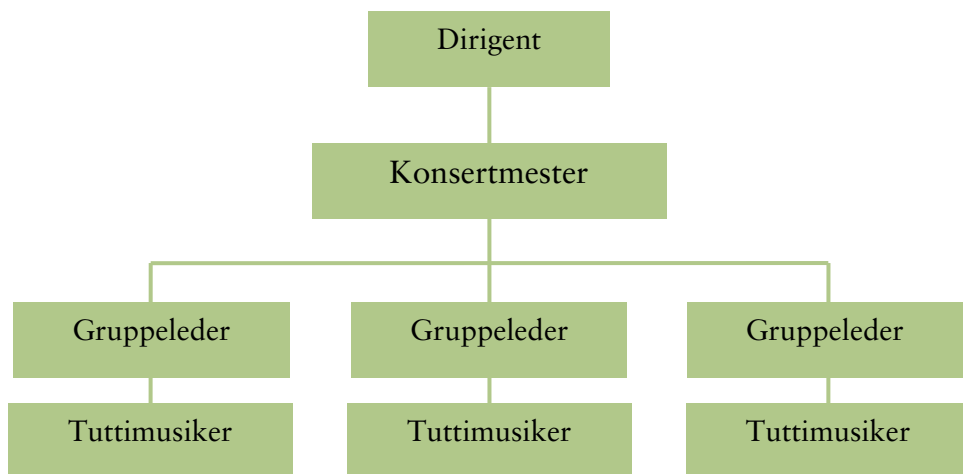 Dirigent
Konsertmester
Gruppeleder
Gruppeleder
Gruppeleder
Tuttimusiker
Tuttimusiker
Tuttimusiker